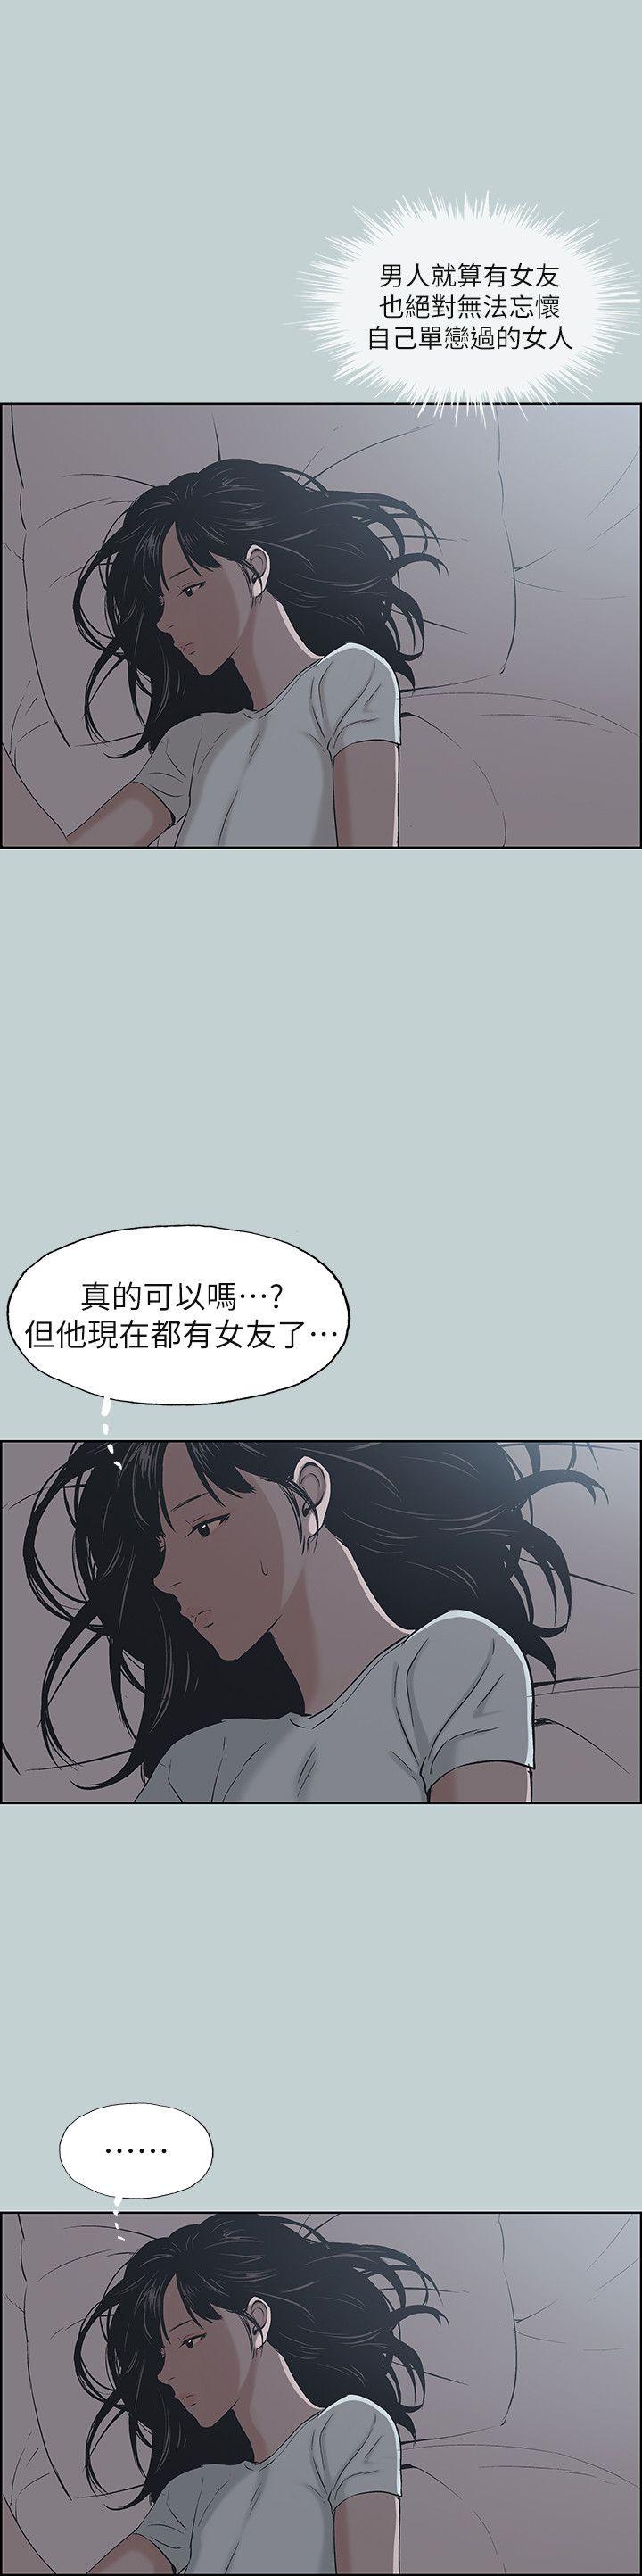 男人就算有女友
也絕對無法忘懷
自己單戀過的女人
真的可以嗎…?
但他現在都有女友了…
……